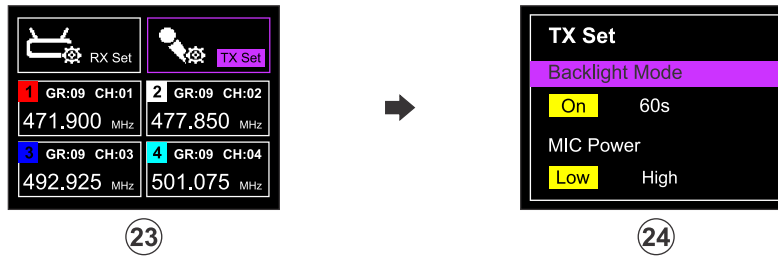 RX Set
TX Set
1 GR:09 CH:01
471.900 MHz
2 GR:09 CH:02
477.850 MHz
3 GR:09 CH:03
492.925 MHz
4 GR:09 CH:04
501.075 MHz
23
TX Set
Backlight Mode
On 60s
MIC Power
Low High
24